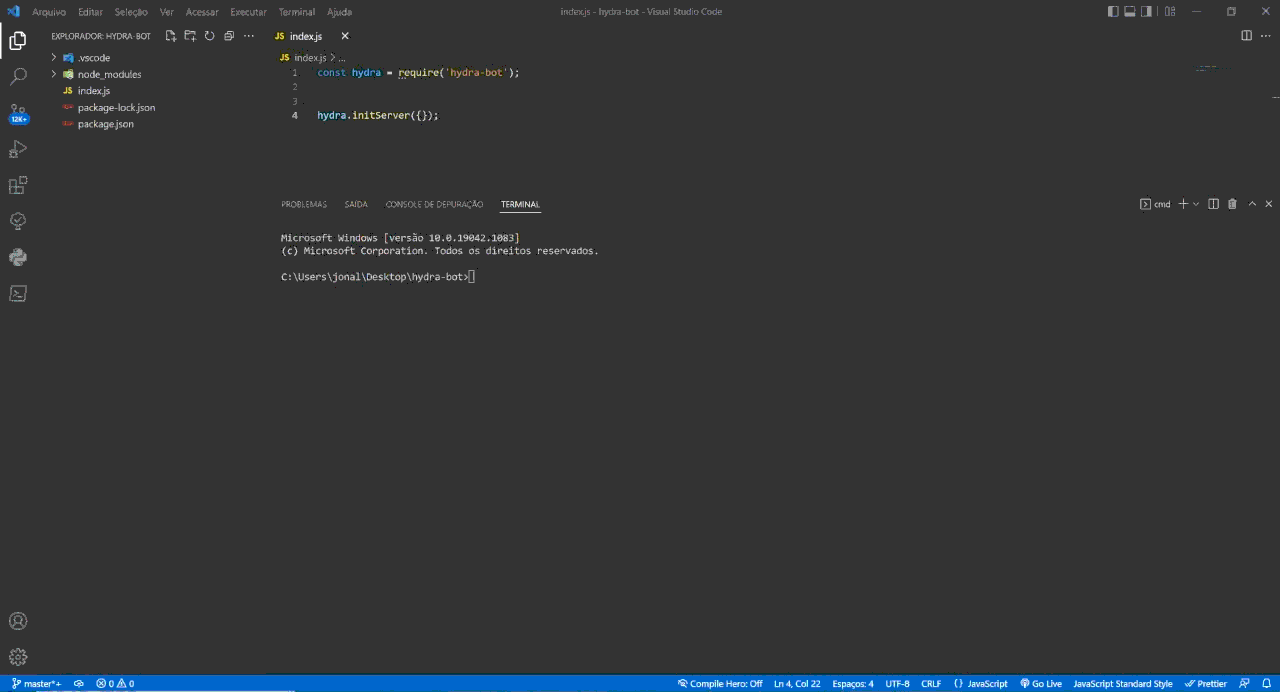 Arquivo Editar Seleção Ver Acessar Executar Terminal Ajuda index.js - hydra-bot - Visual Studio Code
EXPLORADOR: HYDRA-BOT
JS index.js
.vscode
node_modules
JS index.js
package-lock.json
package.json
12K+
JS index.js > ...
1 const hydra = require('hydra-bot');
2
3
4 hydra.initServer({});
PROBLEMAS SAÍDA CONSOLE DE DEPURAÇÃO TERMINAL cmd
Microsoft Windows [versão 10.0.19042.1083]
(c) Microsoft Corporation. Todos os direitos reservados.
C:\Users\jonal\Desktop\hydra-bot>
master*+ 0 0 Compile Hero: Off Ln 4, Col 22 Espaços: 4 UTF-8 CRLF {} JavaScript Go Live JavaScript Standard Style Prettier